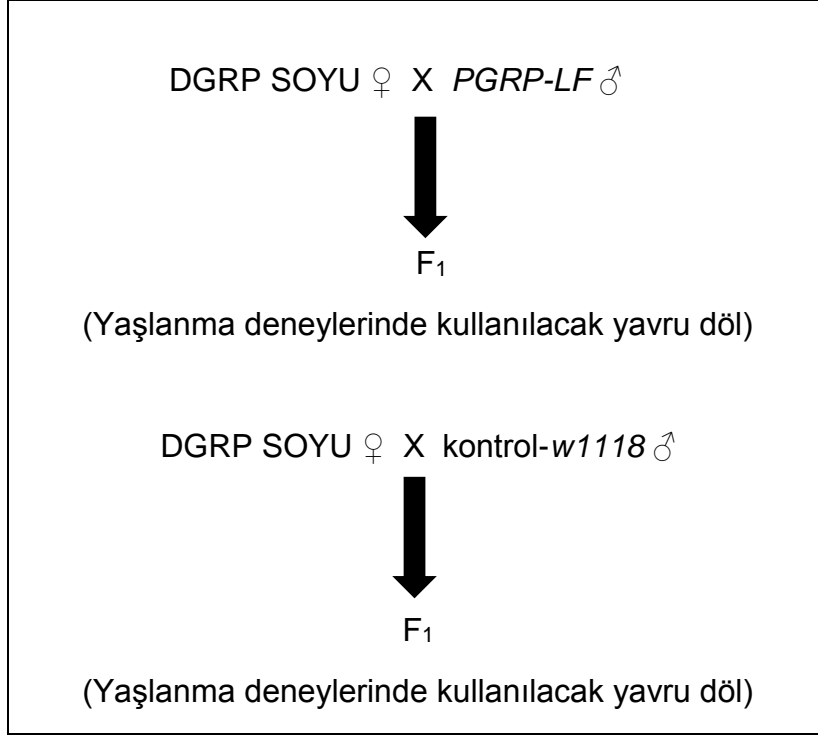 DGRP SOYU ♀ X PGRP-LF ♂
F₁
(Yaşlanma deneylerinde kullanılacak yavru döl)
DGRP SOYU ♀ X kontrol-w1118 ♂
F₁
(Yaşlanma deneylerinde kullanılacak yavru döl)